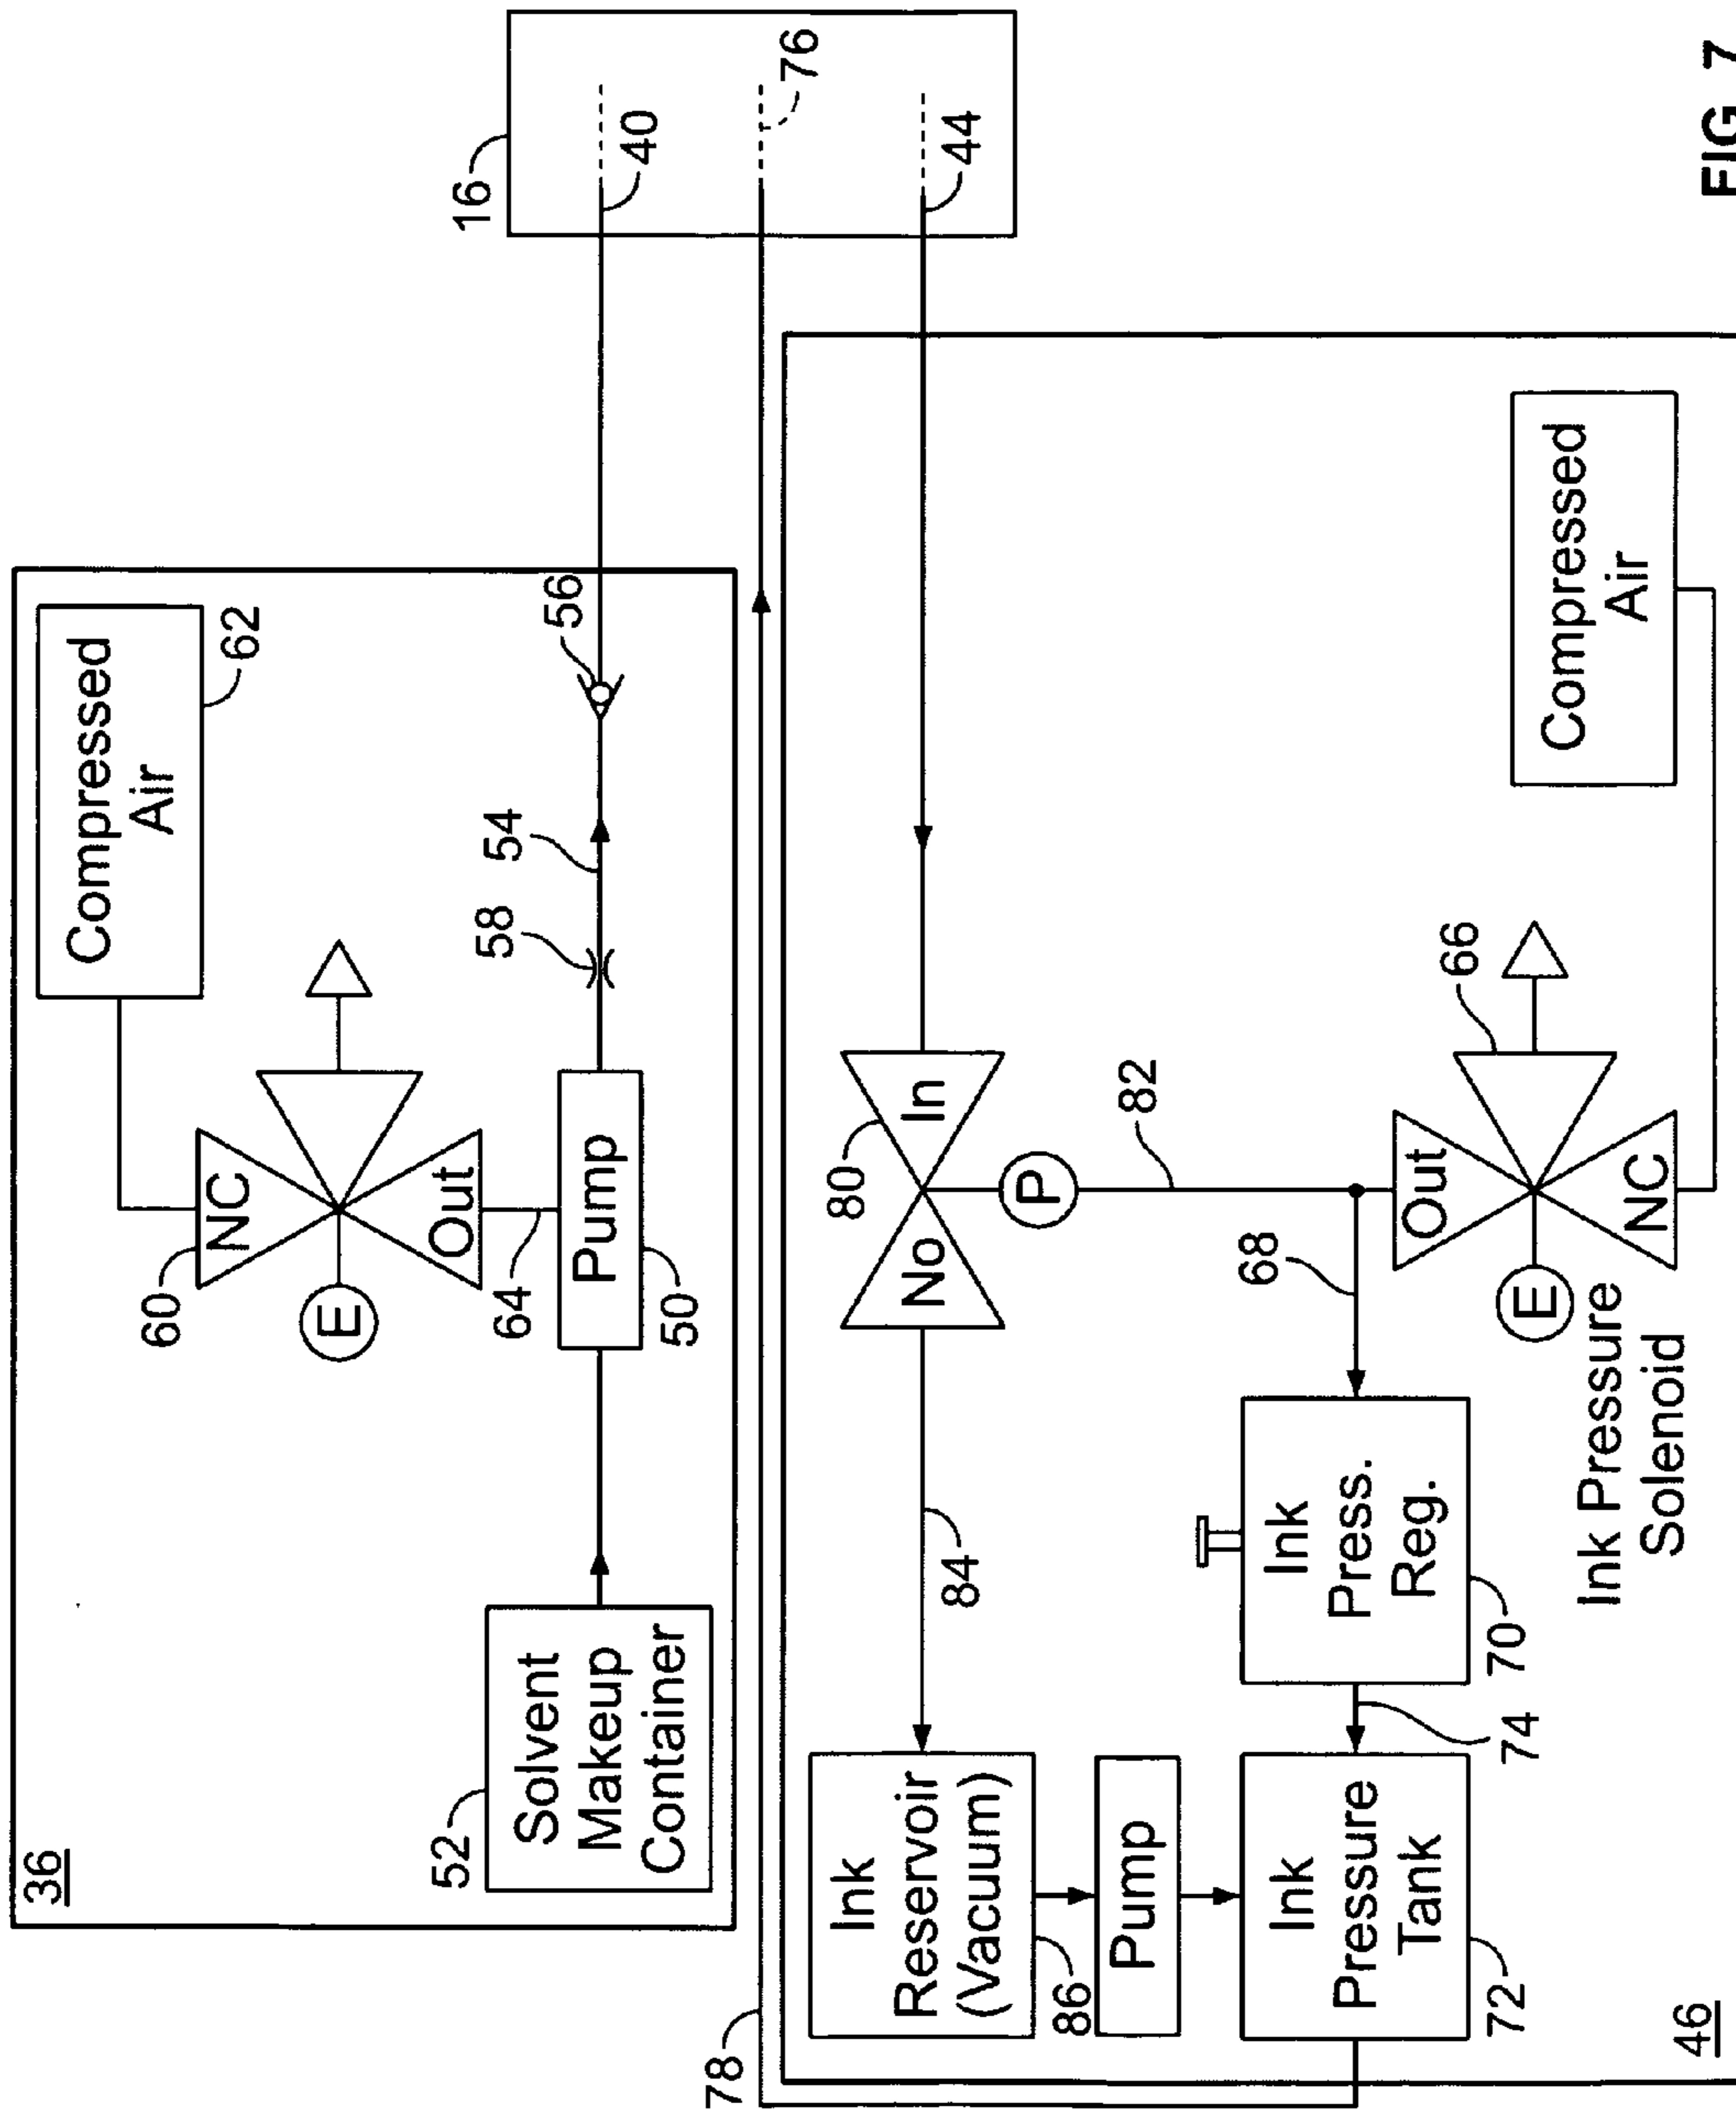 36
Compressed
Air
62
60
NC
Out
E
64
Pump
50
58
54
56
52
Solvent
Makeup
Container
16
40
76
44
78
80
In
No
P
82
84
Ink
Reservoir
(Vacuum)
86
Pump
Ink
Pressure
Tank
72
74
Ink
Press.
Reg.
70
68
66
Out
NC
E
Ink Pressure
Solenoid
Compressed
Air
46
FIG. 7